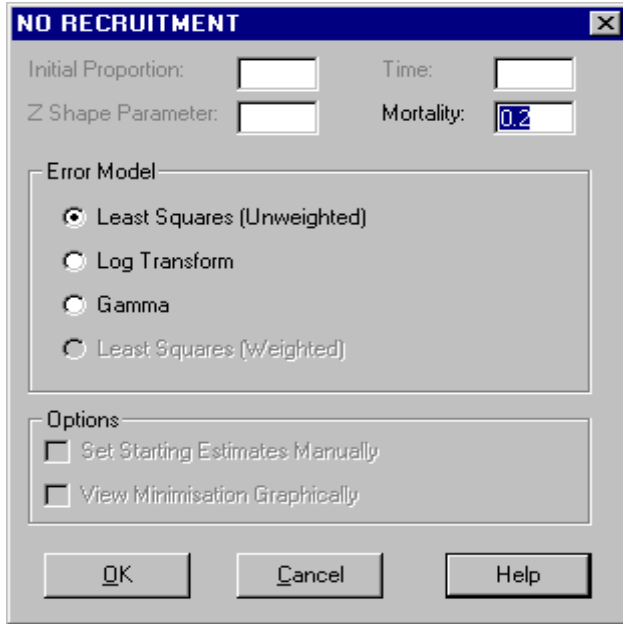 NO RECRUITMENT
Initial Proportion: Time:
Z Shape Parameter: Mortality: 0.2
Error Model
Least Squares (Unweighted)
Log Transform
Gamma
Least Squares (Weighted)
Options
Set Starting Estimates Manually
View Minimisation Graphically
OK Cancel Help